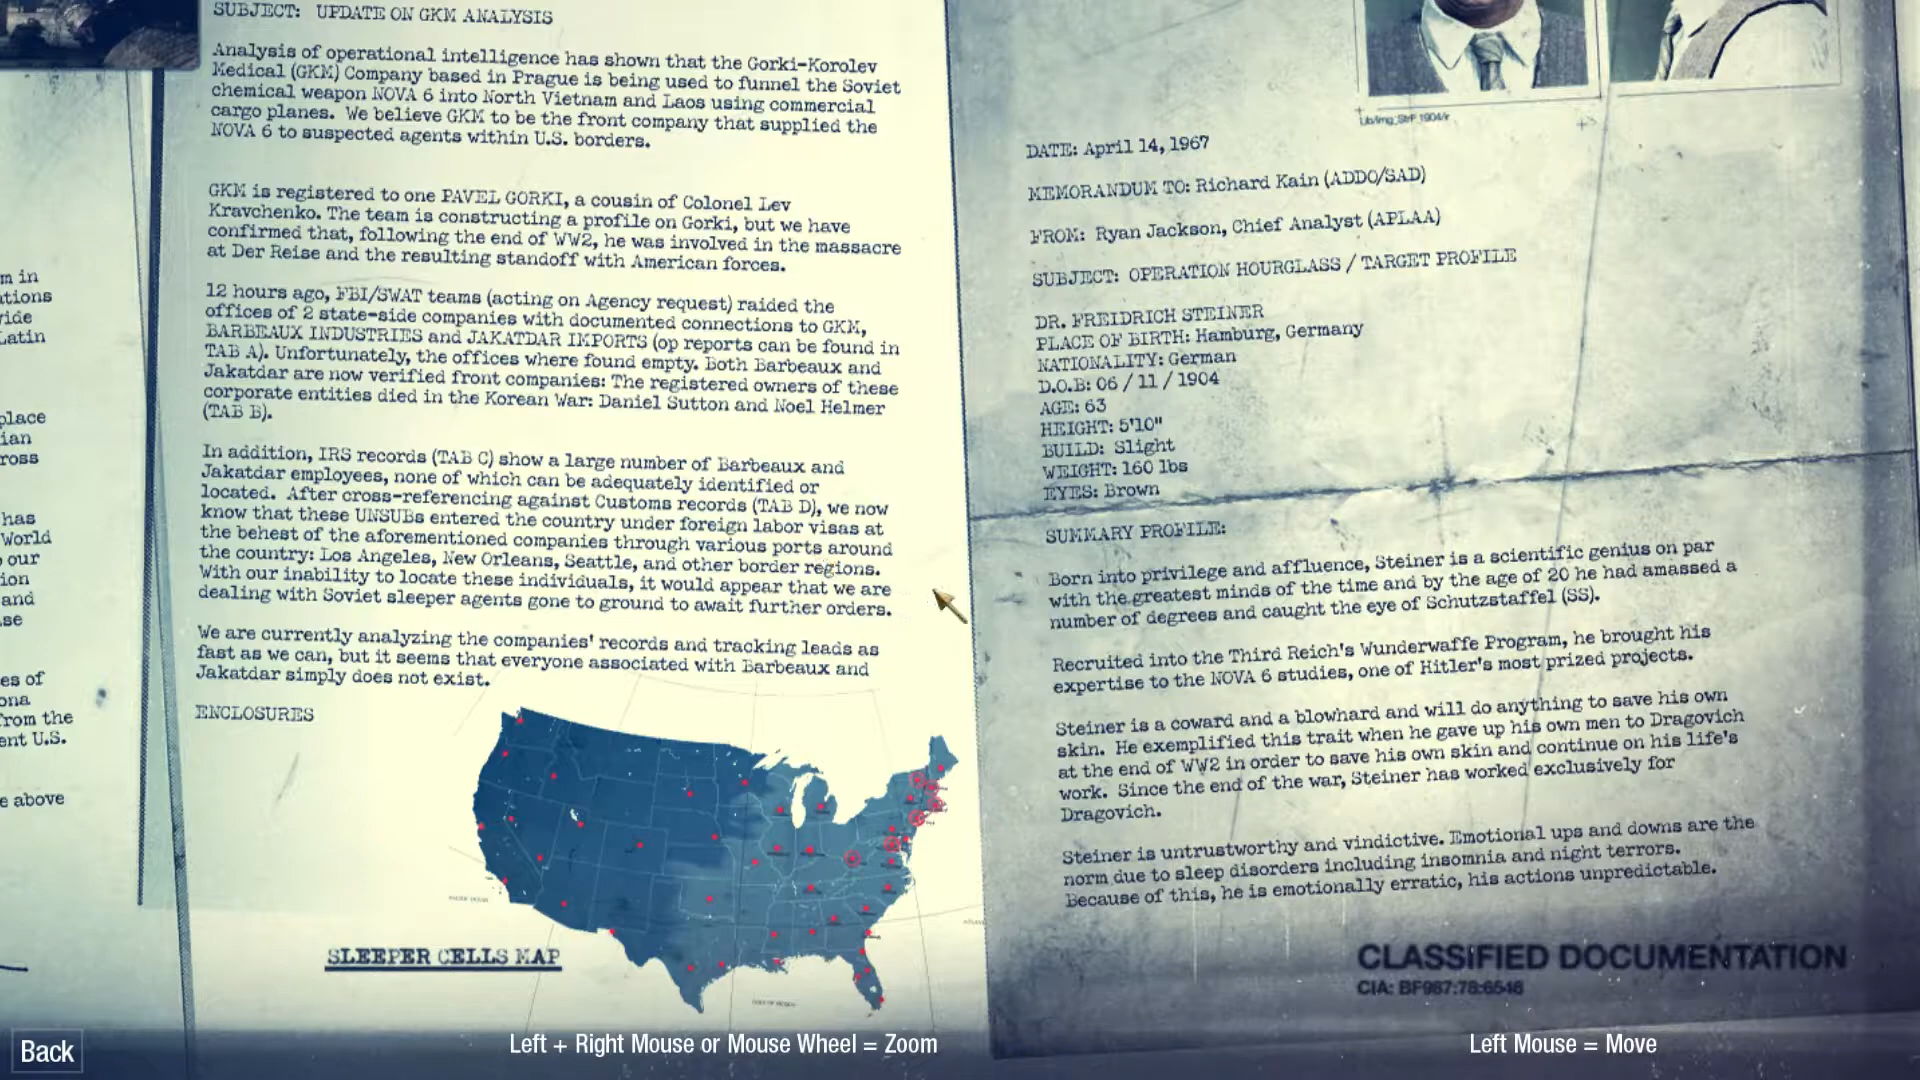 m in
ations
vide
Latin
place
ian
ross
has
World
, our
ion
and
se
es of
ona
from the
ent U.S.
e above
SUBJECT: UPDATE ON GKM ANALYSIS
Analysis of operational intelligence has shown that the Gorki-Korolev
Medical (GKM) Company based in Prague is being used to funnel the Soviet
chemical weapon NOVA 6 into North Vietnam and Laos using commercial
cargo planes. We believe GKM to be the front company that supplied the
NOVA 6 to suspected agents within U.S. borders.
GKM is registered to one PAVEL GORKI, a cousin of Colonel Lev
Kravchenko. The team is constructing a profile on Gorki, but we have
confirmed that, following the end of WW2, he was involved in the massacre
at Der Reise and the resulting standoff with American forces.
12 hours ago, FBI/SWAT teams (acting on Agency request) raided the
offices of 2 state-side companies with documented connections to GKM,
BARBEAUX INDUSTRIES and JAKATDAR IMPORTS (op reports can be found in
TAB A). Unfortunately, the offices where found empty. Both Barbeaux and
Jakatdar are now verified front companies: The registered owners of these
corporate entities died in the Korean War: Daniel Sutton and Noel Helmer
(TAB B).
In addition, IRS records (TAB C) show a large number of Barbeaux and
Jakatdar employees, none of which can be adequately identified or
located. After cross-referencing against Customs records (TAB D), we now
know that these UNSUBs entered the country under foreign labor visas at
the behest of the aforementioned companies through various ports around
the country: Los Angeles, New Orleans, Seattle, and other border regions.
With our inability to locate these individuals, it would appear that we are
dealing with Soviet sleeper agents gone to ground to await further orders.
We are currently analyzing the companies' records and tracking leads as
fast as we can, but it seems that everyone associated with Barbeaux and
Jakatdar simply does not exist.
ENCLOSURES
SLEEPER CELLS MAP
GULF OF MEXICO
DATE: April 14, 1967
MEMORANDUM TO: Richard Kain (ADDO/SAD)
FROM: Ryan Jackson, Chief Analyst (APLAA)
SUBJECT: OPERATION HOURGLASS / TARGET PROFILE
DR. FREIDRICH STEINER
PLACE OF BIRTH: Hamburg, Germany
NATIONALITY: German
D.O.B: 06 / 11 / 1904
AGE: 63
HEIGHT: 5'10"
BUILD: Slight
WEIGHT: 160 lbs
EYES: Brown
SUMMARY PROFILE:
Born into privilege and affluence, Steiner is a scientific genius on par
with the greatest minds of the time and by the age of 20 he had amassed a
number of degrees and caught the eye of Schutzstaffel (SS).
Recruited into the Third Reich's Wunderwaffe Program, he brought his
expertise to the NOVA 6 studies, one of Hitler's most prized projects.
Steiner is a coward and a blowhard and will do anything to save his own
skin. He exemplified this trait when he gave up his own men to Dragovich
at the end of WW2 in order to save his own skin and continue on his life's
work. Since the end of the war, Steiner has worked exclusively for
Dragovich.
Steiner is untrustworthy and vindictive. Emotional ups and downs are the
norm due to sleep disorders including insomnia and night terrors.
Because of this, he is emotionally erratic, his actions unpredictable.
CLASSIFIED DOCUMENTATION
CIA: BF987:78:6546
Back
Left + Right Mouse or Mouse Wheel = Zoom
Left Mouse = Move